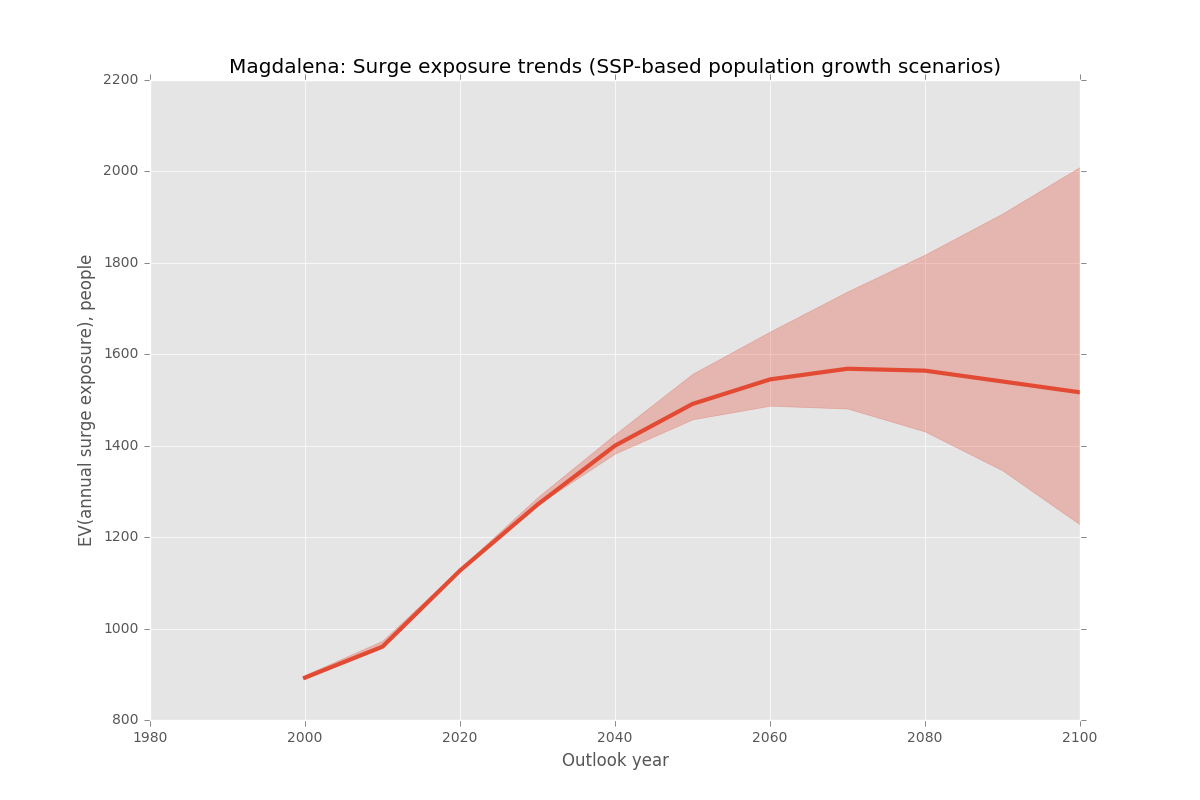 Magdalena: Surge exposure trends (SSP-based population growth scenarios)
2200
2000
1800
1600
1400
1200
1000
800
EV(annual surge exposure), people
1980 2000 2020 2040 2060 2080 2100
Outlook year